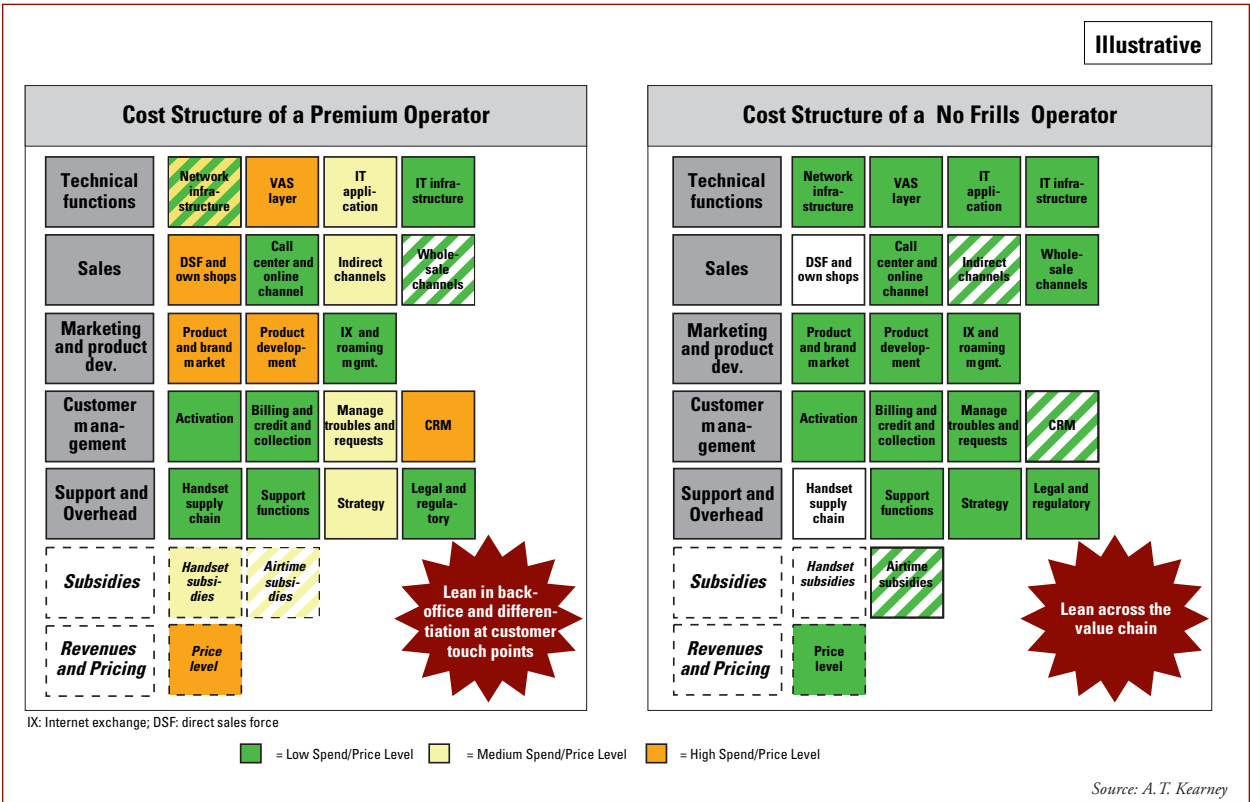 Illustrative
Cost Structure of a Premium Operator
Technical
functions
Network
infra-
structure
VAS
layer
IT
appli-
cation
IT infra-
structure
Sales
DSF and
own shops
Call
center and
online
channel
Indirect
channels
Whole-
sale
channels
Marketing
and product
dev.
Product
and brand
market
Product
develop-
ment
IX and
roaming
mgmt.
Customer
mana-
gement
Activation
Billing and
credit and
collection
Manage
troubles and
requests
CRM
Support and
Overhead
Handset
supply
chain
Support
functions
Strategy
Legal and
regula-
tory
Subsidies
Handset
subsi-
dies
Airtime
subsi-
dies
Revenues
and Pricing
Price
level
Lean in back-
office and differen-
tiation at customer
touch points
Cost Structure of a No Frills Operator
Technical
functions
Network
infra-
structure
VAS
layer
IT
application
IT infra-
structure
Sales
DSF and
own shops
Call
center and
online
channel
Indirect
channels
Whole-
sale
channels
Marketing
and product
dev.
Product
and brand
market
Product
development
IX and
roaming
mgmt.
Customer
mana-
gement
Activation
Billing and
credit and
collection
Manage
troubles and
requests
CRM
Support and
Overhead
Handset
supply
chain
Support
functions
Strategy
Legal and
regulatory
Subsidies
Handset
subsidies
Airtime
subsidies
Revenues
and Pricing
Price
level
Lean across the
value chain
IX: Internet exchange; DSF: direct sales force
= Low Spend/Price Level
= Medium Spend/Price Level
= High Spend/Price Level
Source: A.T. Kearney